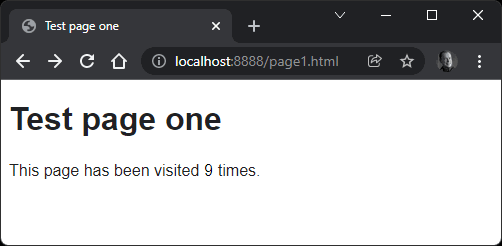 Test page one
localhost:8888/page1.html
Test page one
This page has been visited 9 times.